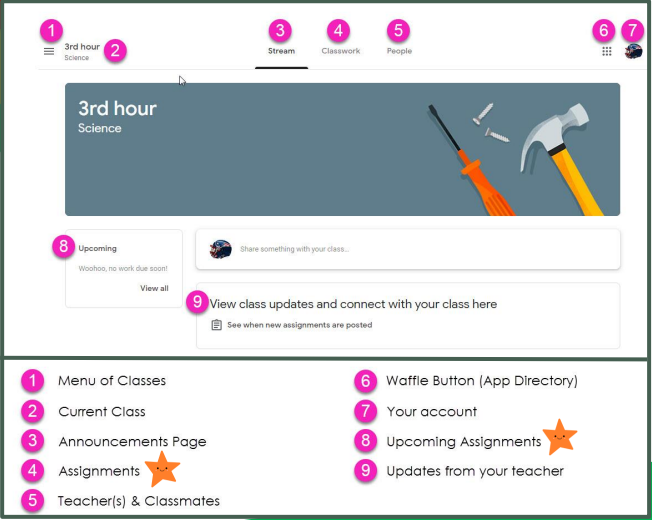 1
6
7
3rd hour
Science
2
3
4
5
Stream
Classwork
People
3rd hour
Science
8
Upcoming
Woohoo, no work due soon!
View all
Share something with your class...
9
View class updates and connect with your class here
See when new assignments are posted
1 Menu of Classes
2 Current Class
3 Announcements Page
4 Assignments
5 Teacher(s) & Classmates
6 Waffle Button (App Directory)
7 Your account
8 Upcoming Assignments
9 Updates from your teacher